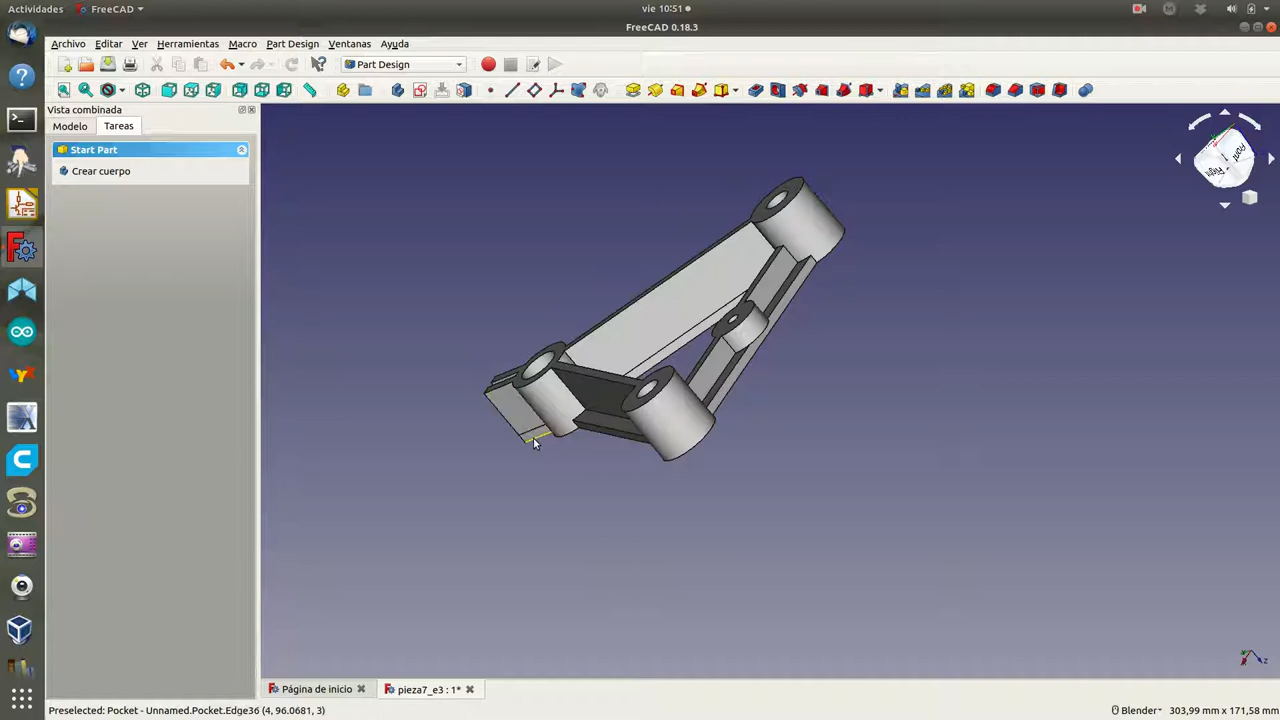 Actividades FreeCAD vie 10:51
FreeCAD 0.18.3
Archivo Editar Ver Herramientas Macro Part Design Ventanas Ayuda
Part Design
Vista combinada
Modelo Tareas
Start Part
Crear cuerpo
Front
Right
Z
Página de inicio pieza7_e3 : 1*
Preselected: Pocket - Unnamed.Pocket.Edge36 (4, 96.0681, 3) Blender 303,99 mm x 171,58 mm